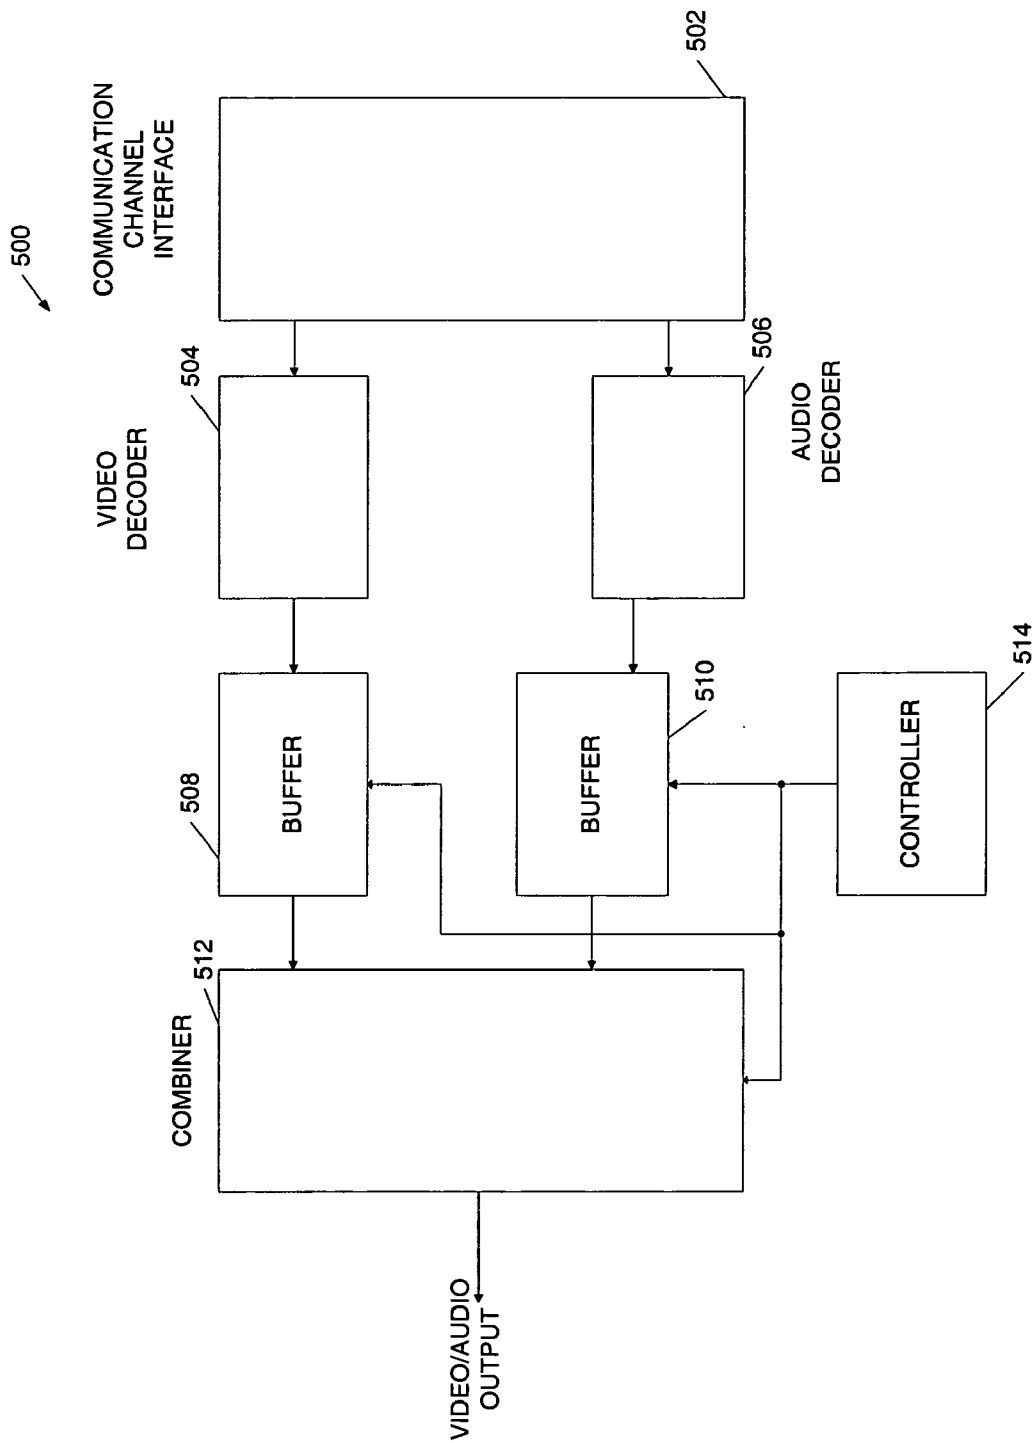 500
COMMUNICATION
CHANNEL
INTERFACE
502
VIDEO
DECODER
504
506
AUDIO
DECODER
508
BUFFER
BUFFER
510
COMBINER
512
CONTROLLER
514
VIDEO/AUDIO
OUTPUT